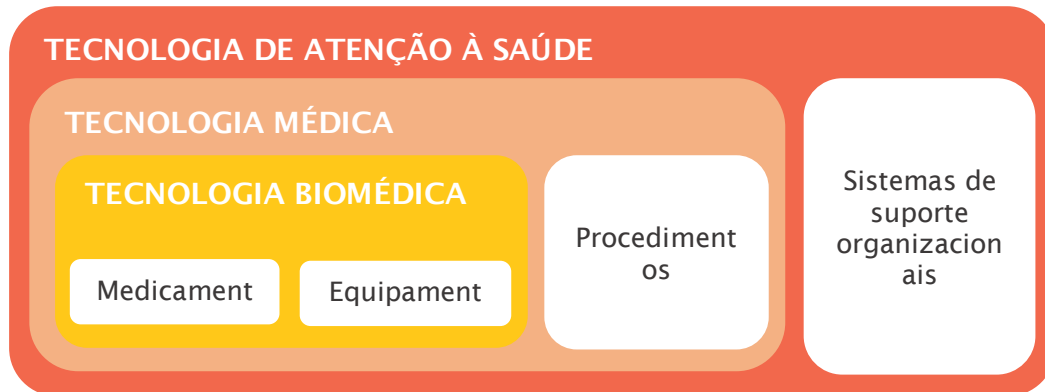 TECNOLOGIA DE ATENÇÃO À SAÚDE
TECNOLOGIA MÉDICA
TECNOLOGIA BIOMÉDICA
Medicament
Equipament
Procediment
os
Sistemas de
suporte
organizacion
ais